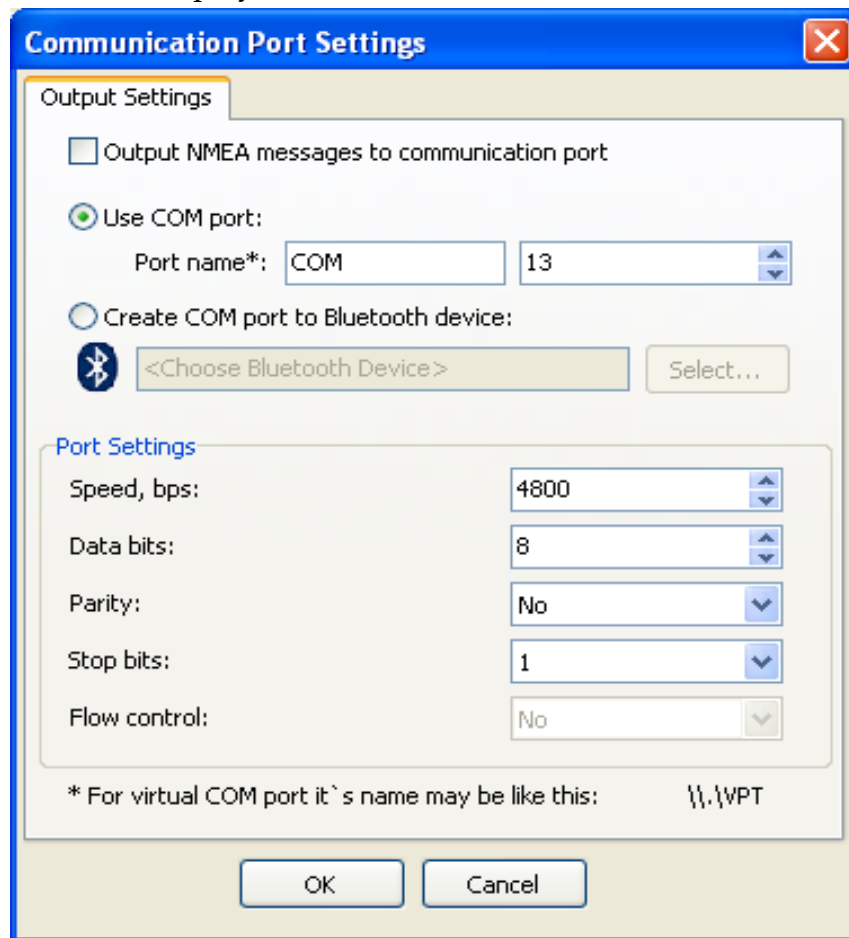 Communication Port Settings
Output Settings
Output NMEA messages to communication port
Use COM port:
Port name*: COM 13
Create COM port to Bluetooth device:
<Choose Bluetooth Device> Select...
Port Settings
Speed, bps: 4800
Data bits: 8
Parity: No
Stop bits: 1
Flow control: No
* For virtual COM port it`s name may be like this: \\.\VPT
OK Cancel